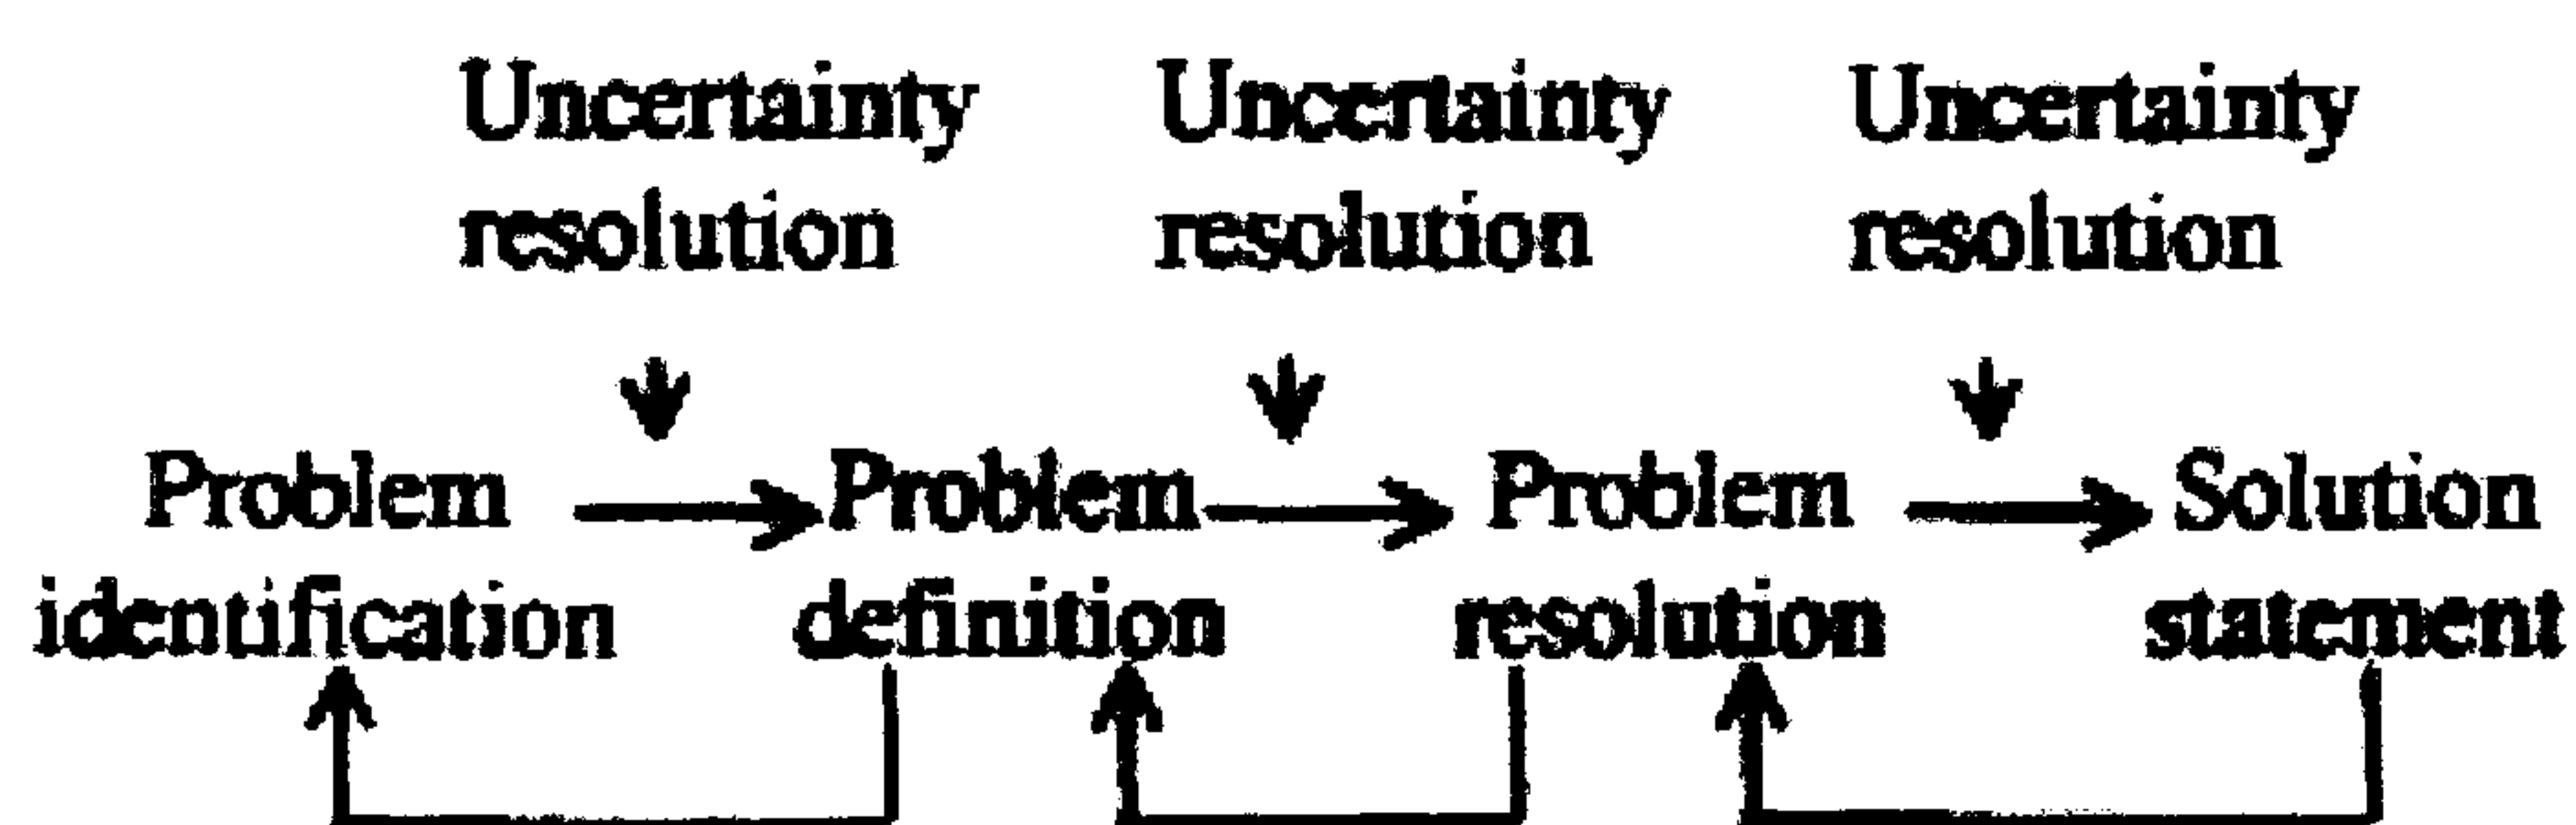 Uncertainty Uncertainty Uncertainty
resolution resolution resolution
Problem Problem Problem Solution
identification definition resolution statement